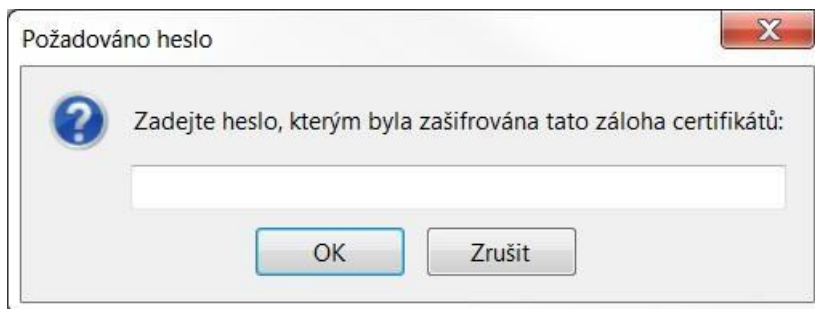 Požadováno heslo
Zadejte heslo, kterým byla zašifrována tato záloha certifikátů:
OK
Zrušit